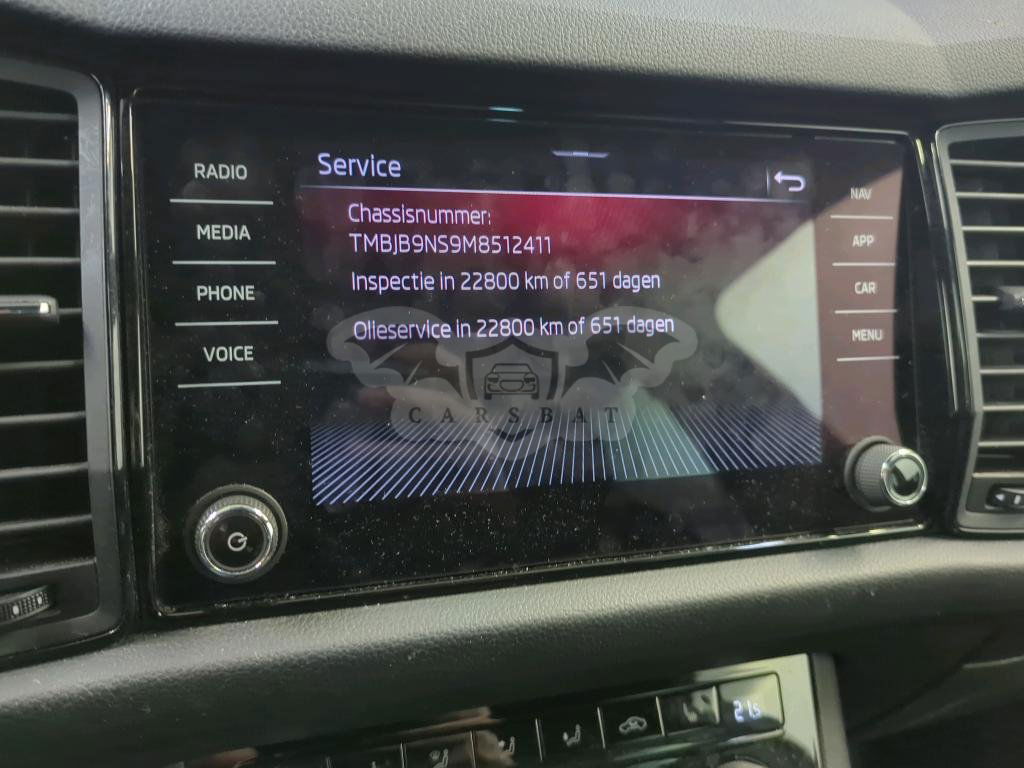 Service
RADIO
MEDIA
PHONE
VOICE
Chassisnummer:
TMBJB9NS9M8512411
Inspectie in 22800 km of 651 dagen
Olieservice in 22800 km of 651 dagen
NAV
APP
CAR
MENU
CARSBAT